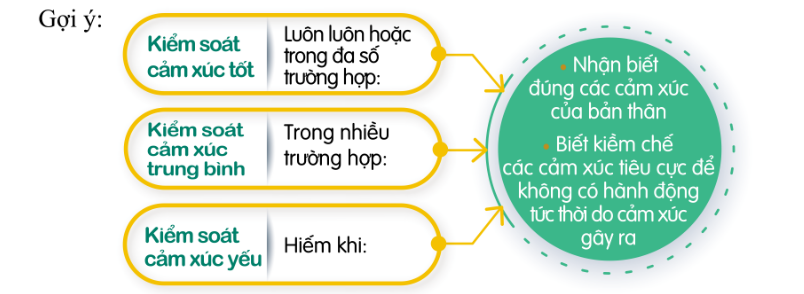 Gợi ý:
Kiểm soát
cảm xúc tốt
Luôn luôn hoặc
trong đa số
trường hợp:
Kiểm soát
cảm xúc
trung bình
Trong nhiều
trường hợp:
Kiểm soát
cảm xúc yếu
Hiếm khi:
• Nhận biết
đúng các cảm xúc
của bản thân
• Biết kiềm chế
các cảm xúc tiêu cực để
không có hành động
tức thời do cảm xúc
gây ra